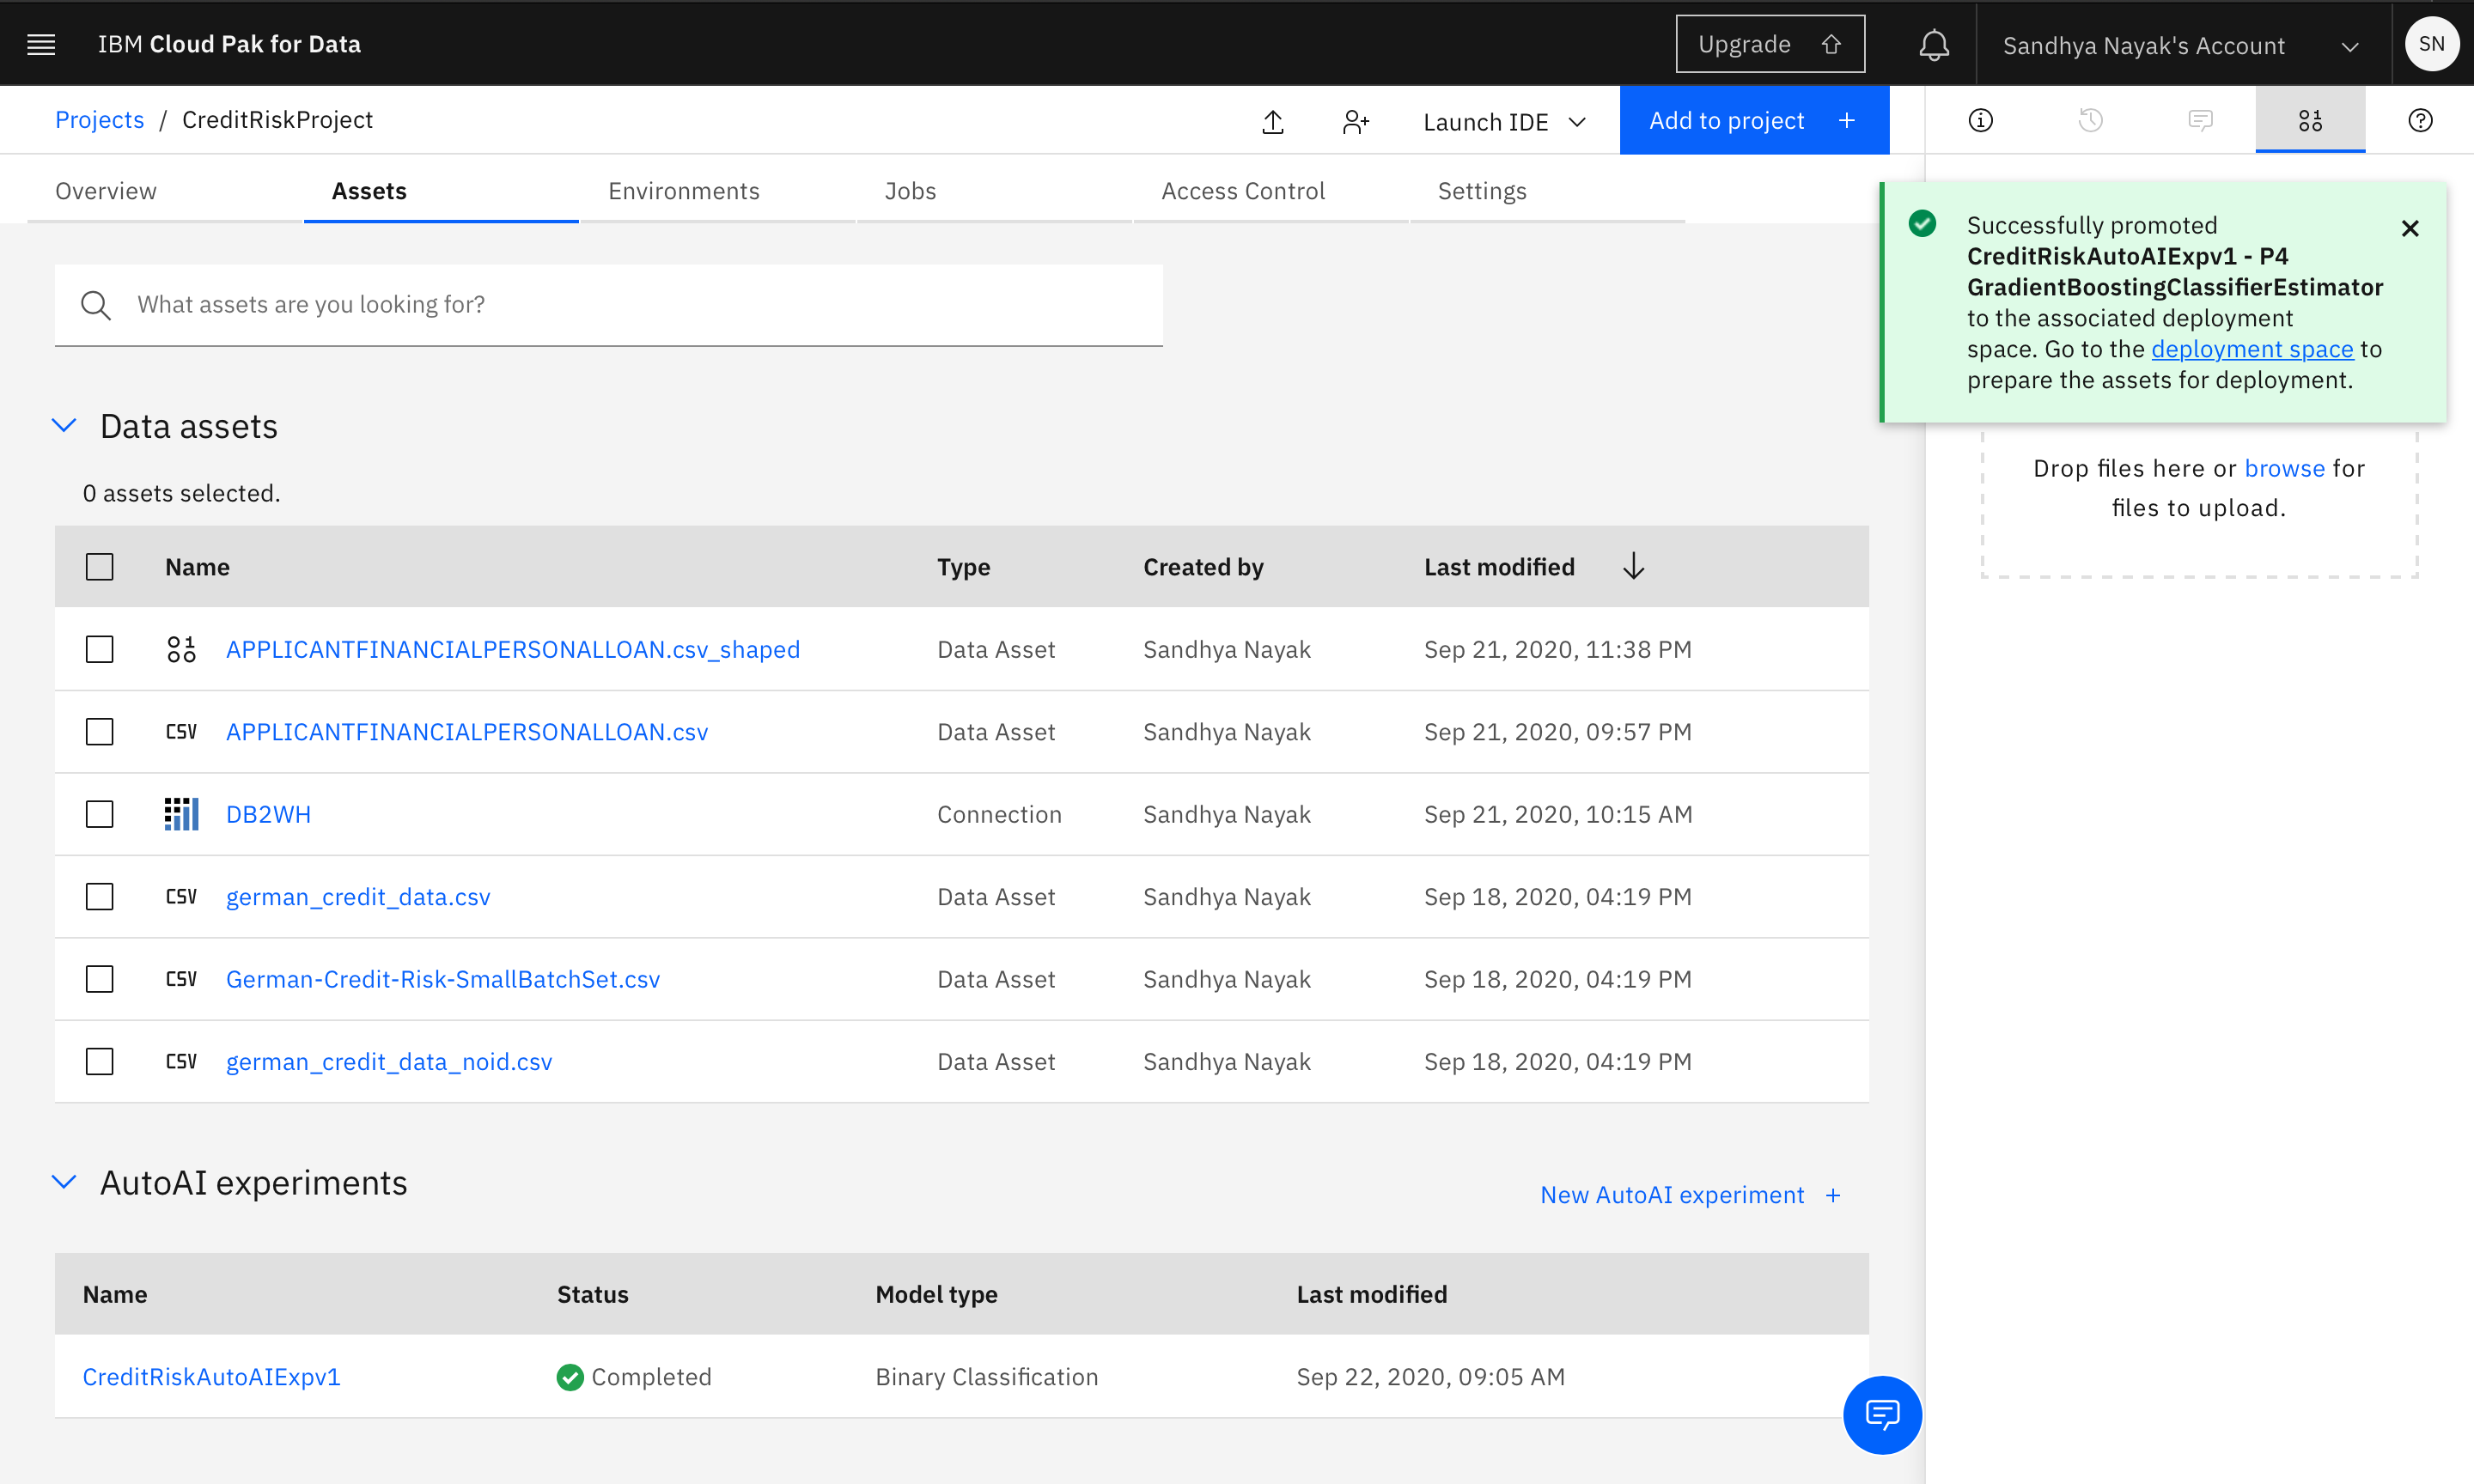 IBM Cloud Pak for Data
Upgrade
Sandhya Nayak's Account
SN
Projects / CreditRiskProject
Launch IDE
Add to project +
Overview
Assets
Environments
Jobs
Access Control
Settings
Successfully promoted
CreditRiskAutoAIExpv1 - P4
GradientBoostingClassifierEstimator
to the associated deployment
space. Go to the deployment space to
prepare the assets for deployment.
What assets are you looking for?
Drop files here or browse for
files to upload.
Data assets
0 assets selected.
Name Type Created by Last modified
APPLICANTFINANCIALPERSONALLOAN.csv_shaped Data Asset Sandhya Nayak Sep 21, 2020, 11:38 PM
CSV APPLICANTFINANCIALPERSONALLOAN.csv Data Asset Sandhya Nayak Sep 21, 2020, 09:57 PM
DB2WH Connection Sandhya Nayak Sep 21, 2020, 10:15 AM
CSV german_credit_data.csv Data Asset Sandhya Nayak Sep 18, 2020, 04:19 PM
CSV German-Credit-Risk-SmallBatchSet.csv Data Asset Sandhya Nayak Sep 18, 2020, 04:19 PM
CSV german_credit_data_noid.csv Data Asset Sandhya Nayak Sep 18, 2020, 04:19 PM
AutoAI experiments
New AutoAI experiment +
Name Status Model type Last modified
CreditRiskAutoAIExpv1 Completed Binary Classification Sep 22, 2020, 09:05 AM